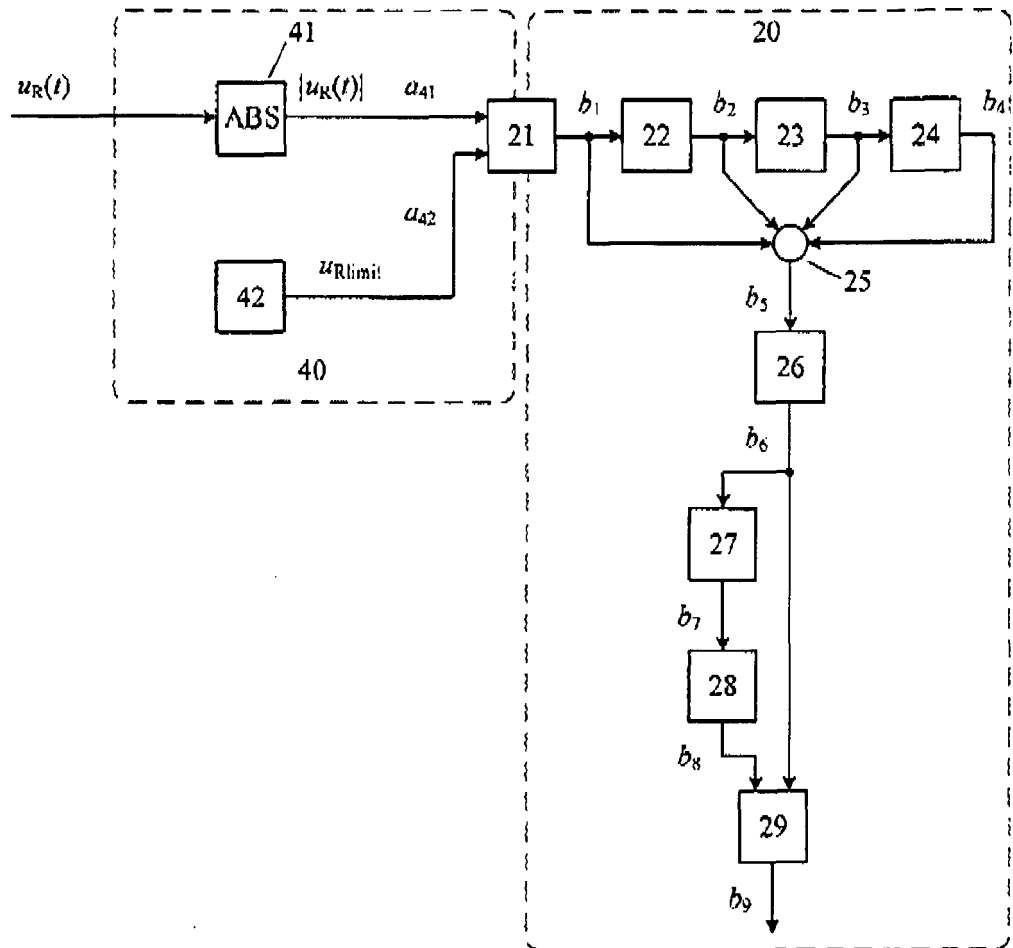 41
20
u_R(t)
ABS
|u_R(t)|
a_41
21
b_1
22
b_2
23
b_3
24
b_4
a_42
42
u_Rlimit
25
40
b_5
26
b_6
27
b_7
28
b_8
29
b_9